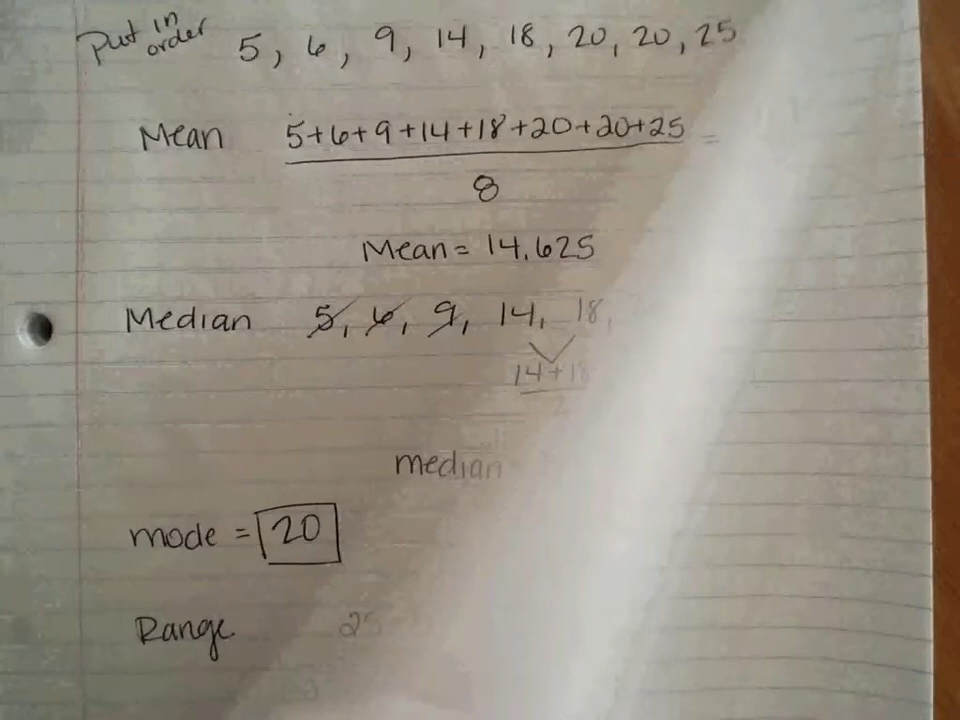 Put in order 5, 6, 9, 14, 18, 20, 20, 25
Mean 5+6+9+14+18+20+20+25 =
8
Mean = 14.625
Median 5, 6, 9, 14, 18,
14+18
2
median
mode = 20
Range 25